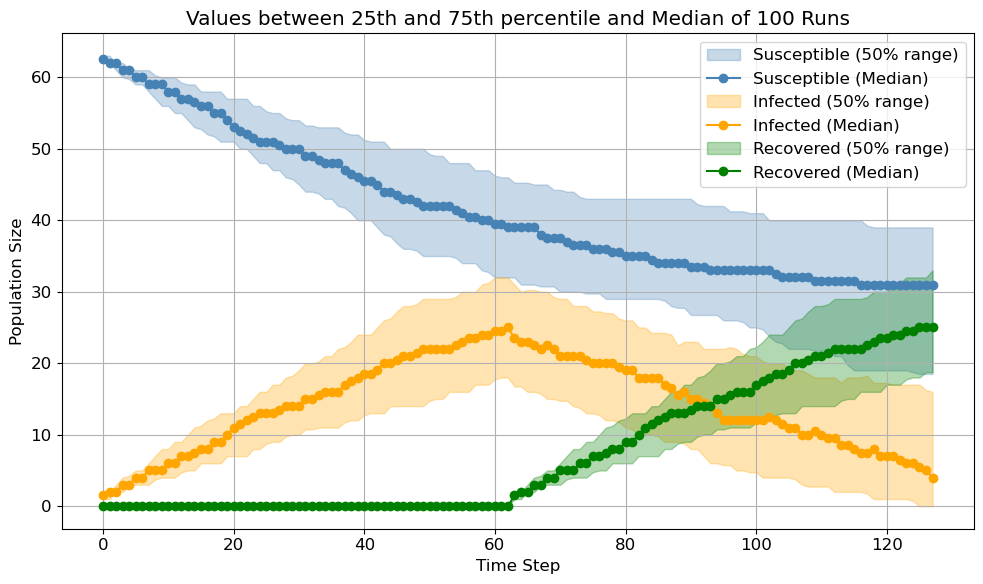 Values between 25th and 75th percentile and Median of 100 Runs
Susceptible (50% range)
Susceptible (Median)
Infected (50% range)
Infected (Median)
Recovered (50% range)
Recovered (Median)
Population Size
60
50
40
30
20
10
0
0
20
40
60
80
100
120
Time Step